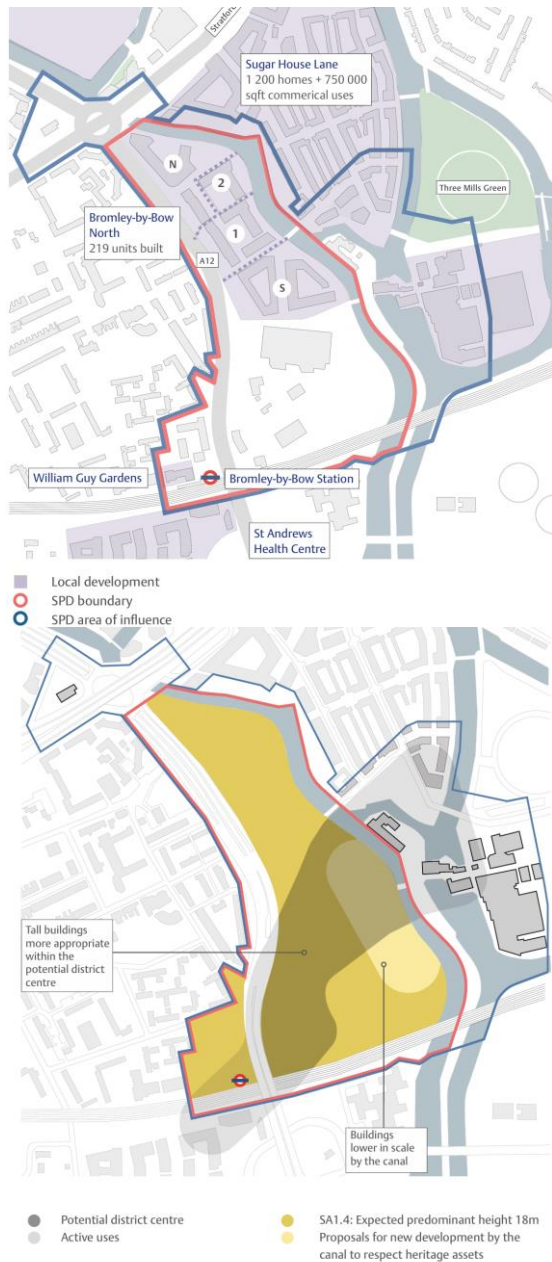 Stratford
Sugar House Lane
1 200 homes + 750 000
sqft commerical uses
N
2
Three Mills Green
Bromley-by-Bow
North
219 units built
1
A12
S
William Guy Gardens
Bromley-by-Bow Station
St Andrews
Health Centre
Local development
SPD boundary
SPD area of influence
Tall buildings
more appropriate
within the
potential district
centre
Buildings
lower in scale
by the canal
Potential district centre
Active uses
SA1.4: Expected predominant height 18m
Proposals for new development by the
canal to respect heritage assets